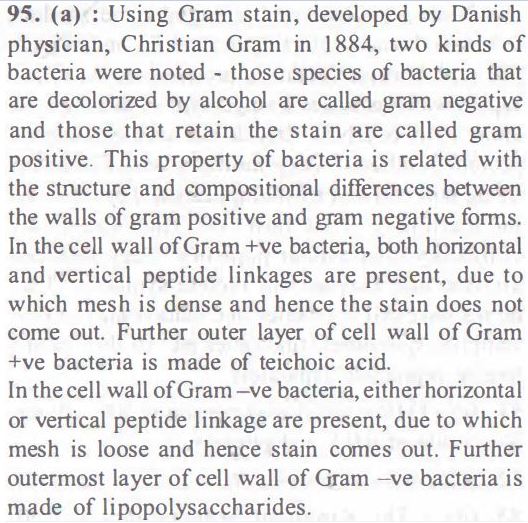 95. (a) : Using Gram stain, developed by Danish
physician, Christian Gram in 1884, two kinds of
bacteria were noted - those species of bacteria that
are decolorized by alcohol are called gram negative
and those that retain the stain are called gram
positive. This property of bacteria is related with
the structure and compositional differences between
the walls of gram positive and gram negative forms.
In the cell wall of Gram +ve bacteria, both horizontal
and vertical peptide linkages are present, due to
which mesh is dense and hence the stain does not
come out. Further outer layer of cell wall of Gram
+ve bacteria is made of teichoic acid.
In the cell wall of Gram –ve bacteria, either horizontal
or vertical peptide linkage are present, due to which
mesh is loose and hence stain comes out. Further
outermost layer of cell wall of Gram –ve bacteria is
made of lipopolysaccharides.